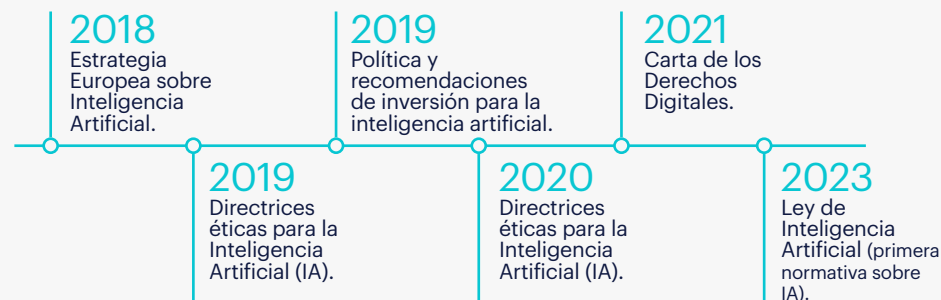 2018
Estrategia
Europea sobre
Inteligencia
Artificial.
2019
Directrices
éticas para la
Inteligencia
Artificial (IA).
2019
Política y
recomendaciones
de inversión para la
inteligencia artificial.
2020
Directrices
éticas para la
Inteligencia
Artificial (IA).
2021
Carta de los
Derechos
Digitales.
2023
Ley de
Inteligencia
Artificial (primera
normativa sobre
IA).